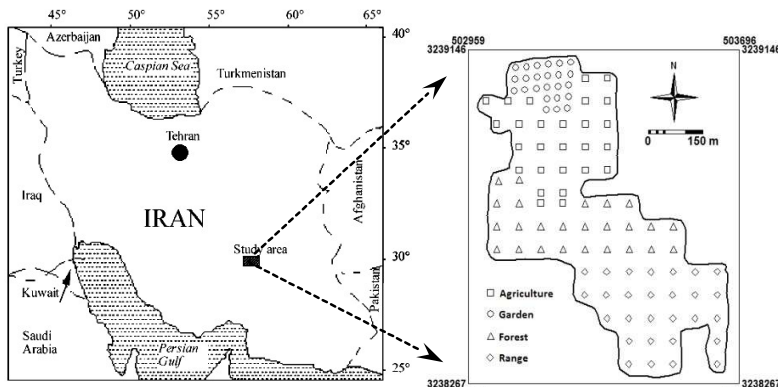 45° 50° 55° 60° 65°
40°
Azerbaijan
Turkey
Caspian Sea
Turkmenistan
Tehran
35°
Iraq
IRAN
Afghanistan
Study area
30°
Kuwait
Pakistan
Saudi
Arabia
Persian
Gulf
25°
502959 503696
3239146 3239146
N
0 150 m
Agriculture
Garden
Forest
Range
3238267 3238262